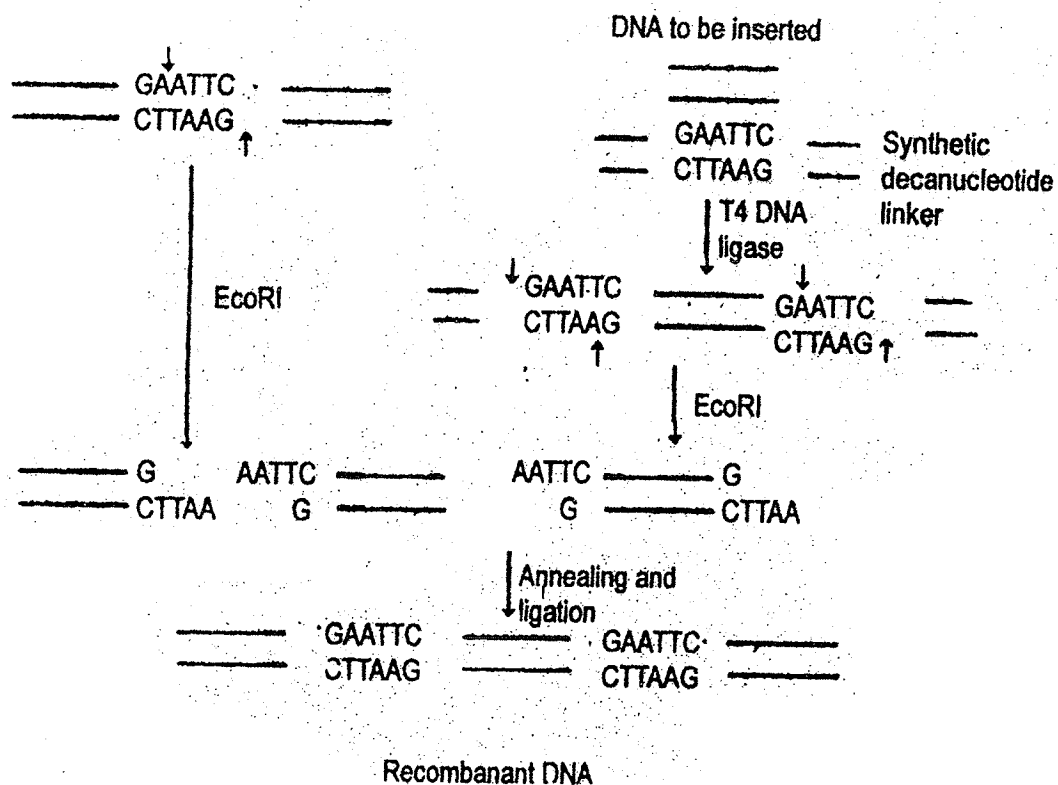 DNA to be inserted
GAATTC
CTTAAG
GAATTC
CTTAAG
Synthetic
decanucleotide
linker
T4 DNA
ligase
EcoRI
GAATTC
CTTAAG
GAATTC
CTTAAG
EcoRI
G AATTC
CTTAA G
AATTC G
G CTTAA
Annealing and
ligation
GAATTC GAATTC
CTTAAG CTTAAG
Recombanant DNA